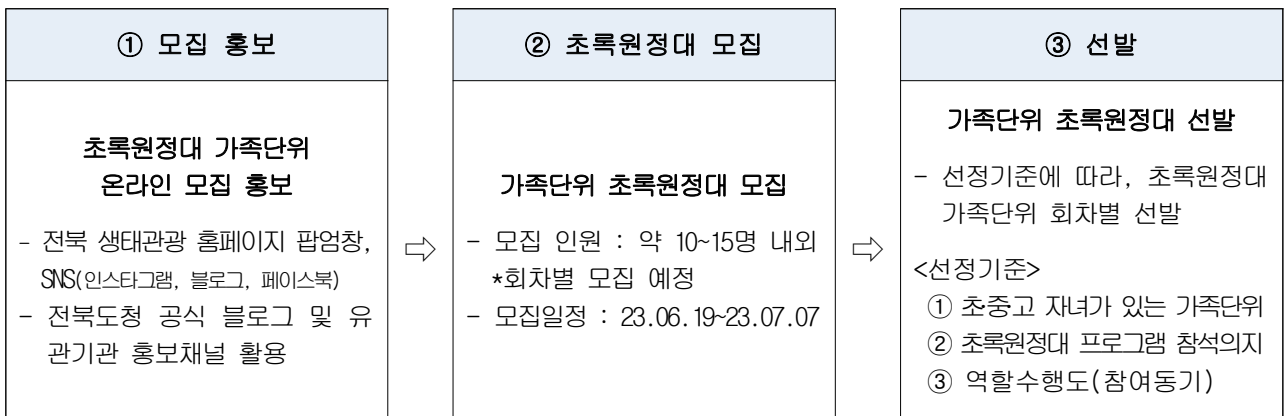 ① 모집 홍보
초록원정대 가족단위
온라인 모집 홍보
- 전북 생태관광 홈페이지 팝업창,
SNS(인스타그램, 블로그, 페이스북)
- 전북도청 공식 블로그 및 유
관기관 홍보채널 활용
⇨
② 초록원정대 모집
가족단위 초록원정대 모집
- 모집 인원 : 약 10~15명 내외
*회차별 모집 예정
- 모집일정 : 23.06.19~23.07.07
⇨
③ 선발
가족단위 초록원정대 선발
- 선정기준에 따라, 초록원정대
가족단위 회차별 선발
<선정기준>
① 초·중·고 자녀가 있는 가족단위
② 초록원정대 프로그램 참석의지
③ 역할수행도(참여동기)